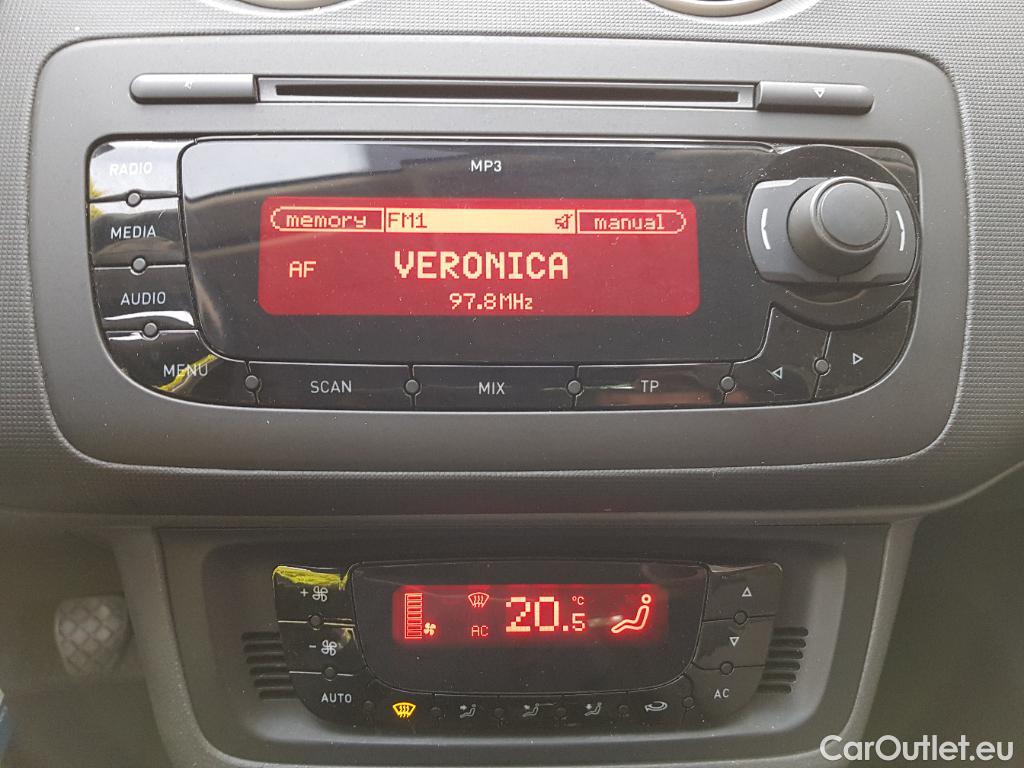 MP3
RADIO
MEDIA
AUDIO
MENU
memory FM1 manual
AF VERONICA
97.8MHz
SCAN MIX TP
AC 20.5 °C
AUTO
AC
CarOutlet.eu